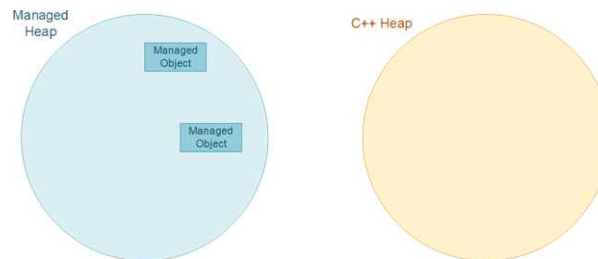 Managed
Heap
Managed
Object
Managed
Object
C++ Heap